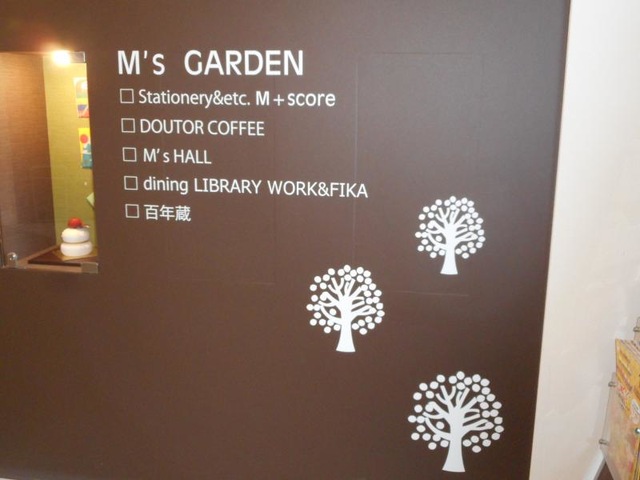 M's GARDEN
□ Stationery&etc. M+score
□ DOUTOR COFFEE
□ M's HALL
□ dining LIBRARY WORK&FIKA
□ 百年蔵